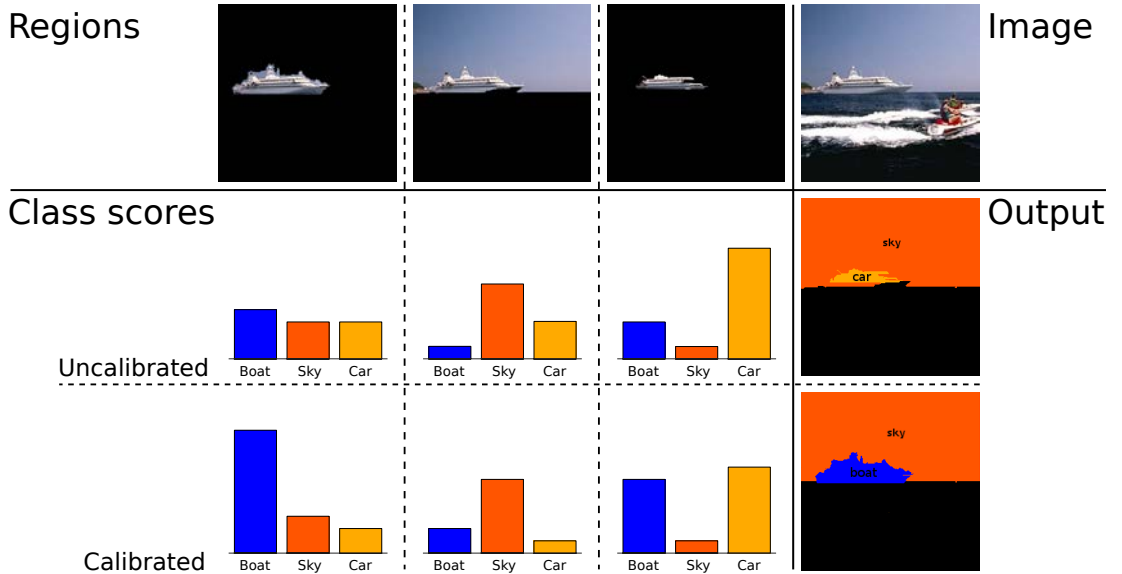 Regions
Image
Class scores
Output
sky
car
Uncalibrated
Boat Sky Car
Boat Sky Car
Boat Sky Car
sky
boat
Calibrated
Boat Sky Car
Boat Sky Car
Boat Sky Car